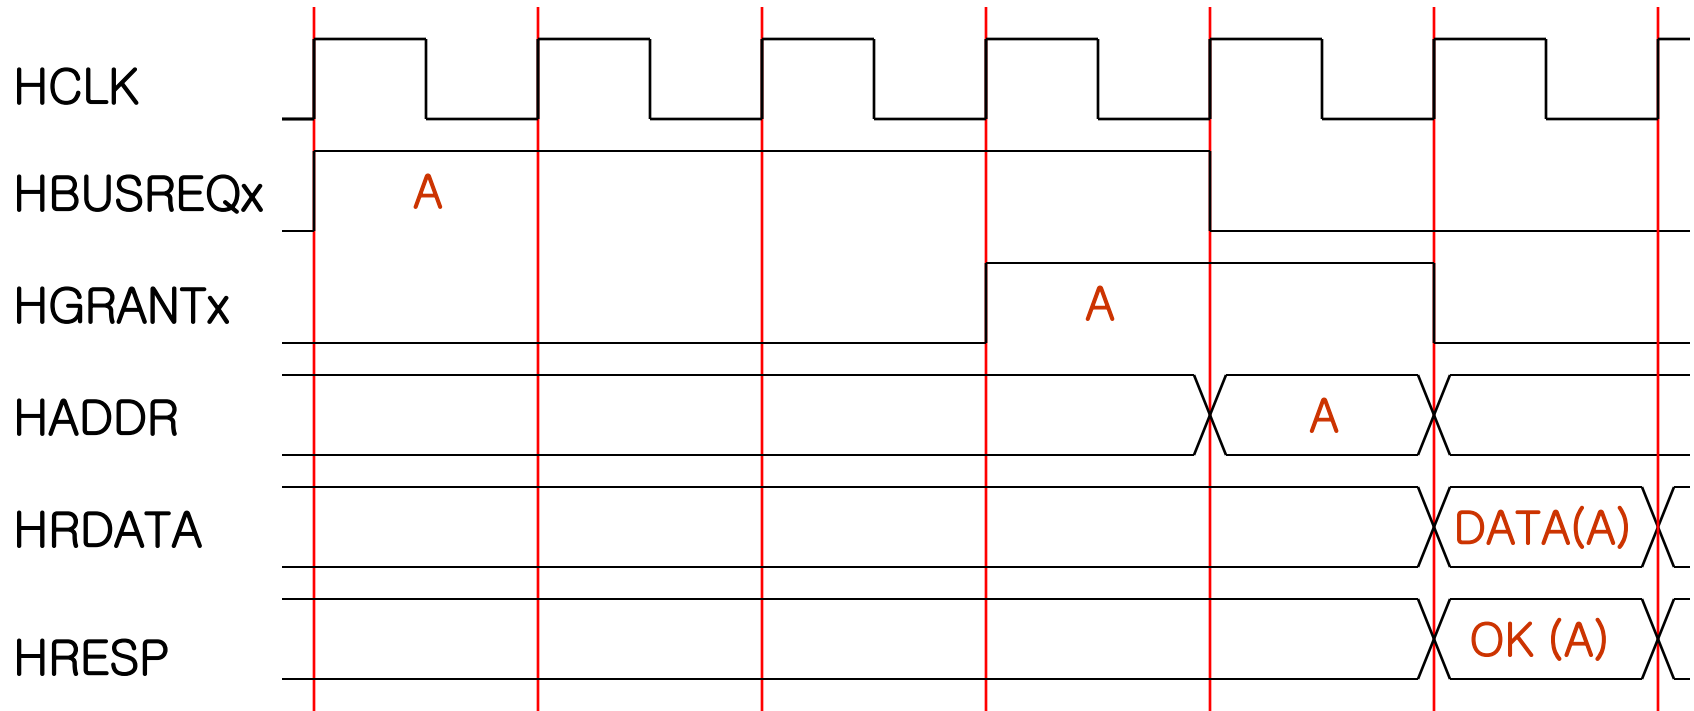 HCLK
HBUSREQx A
HGRANTx A
HADDR A
HRDATA DATA(A)
HRESP OK (A)